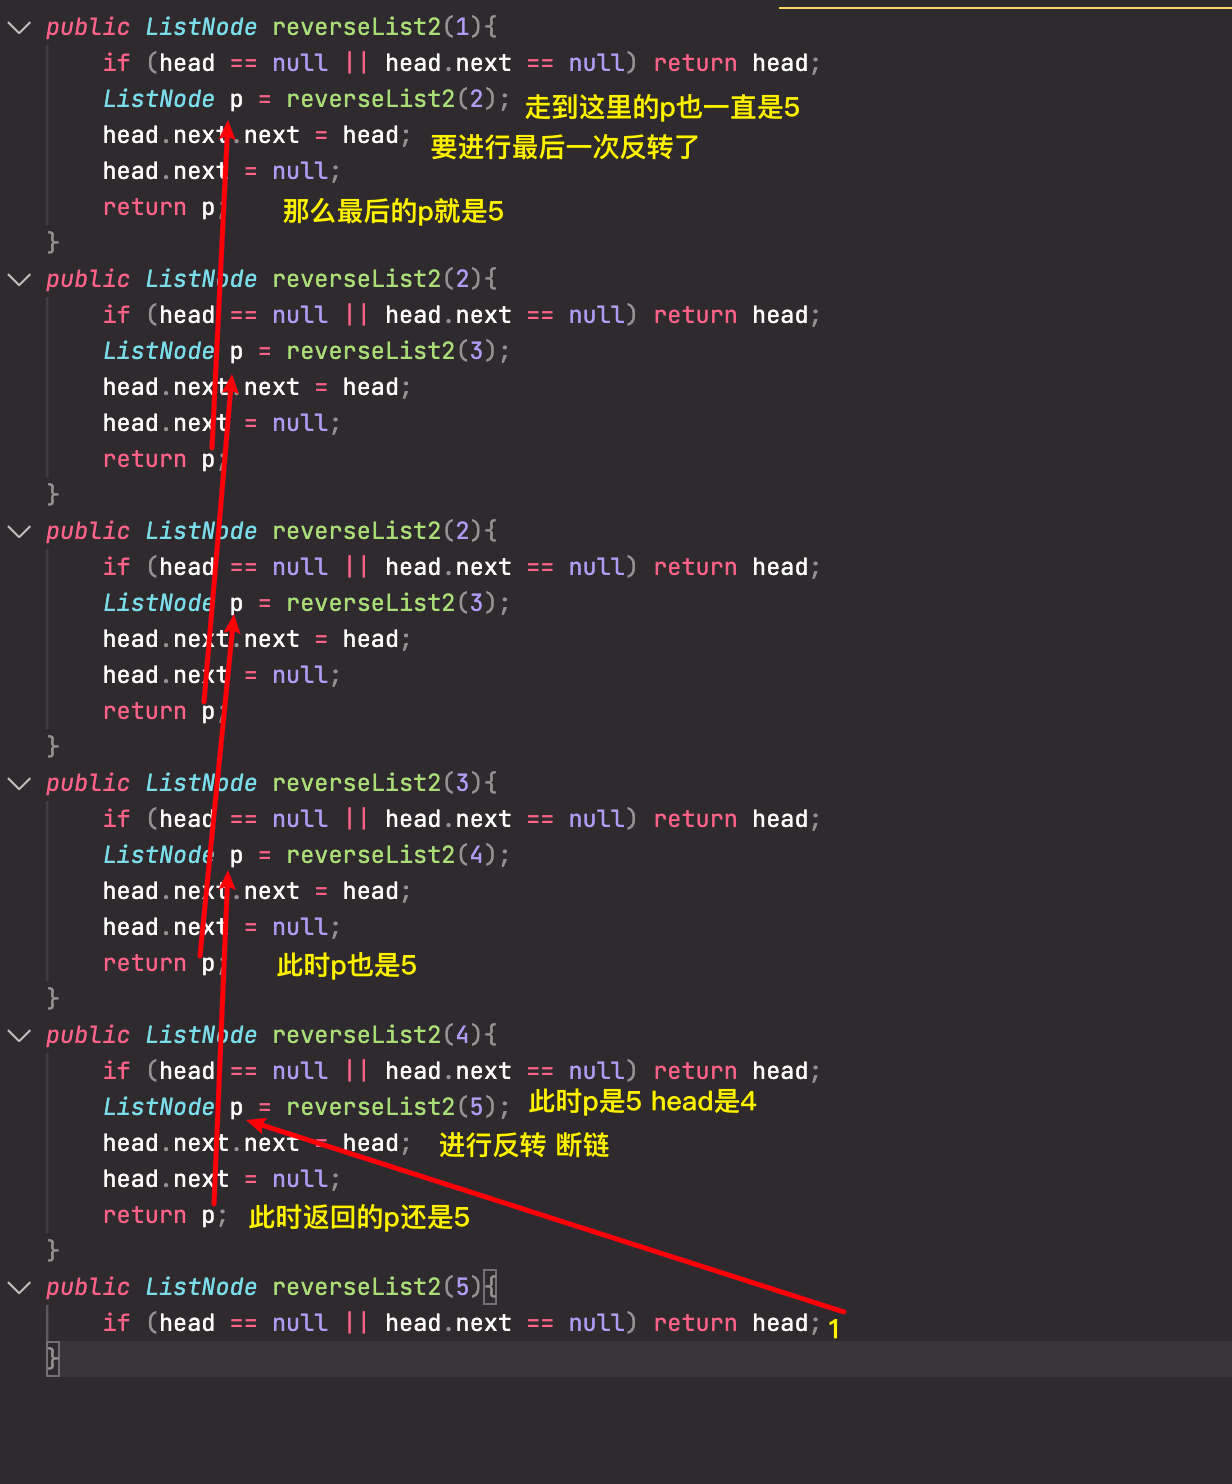 public ListNode reverseList2(1){
if (head == null || head.next == null) return head;
ListNode p = reverseList2(2); 走到这里的p也一直是5
head.next.next = head; 要进行最后一次反转了
head.next = null;
return p; 那么最后的p就是5
}
public ListNode reverseList2(2){
if (head == null || head.next == null) return head;
ListNode p = reverseList2(3);
head.next.next = head;
head.next = null;
return p;
}
public ListNode reverseList2(2){
if (head == null || head.next == null) return head;
ListNode p = reverseList2(3);
head.next.next = head;
head.next = null;
return p;
}
public ListNode reverseList2(3){
if (head == null || head.next == null) return head;
ListNode p = reverseList2(4);
head.next.next = head;
head.next = null;
return p; 此时p也是5
}
public ListNode reverseList2(4){
if (head == null || head.next == null) return head;
ListNode p = reverseList2(5); 此时p是5 head是4
head.next.next = head; 进行反转 断链
head.next = null;
return p; 此时返回的p还是5
}
public ListNode reverseList2(5){
if (head == null || head.next == null) return head; 1
}